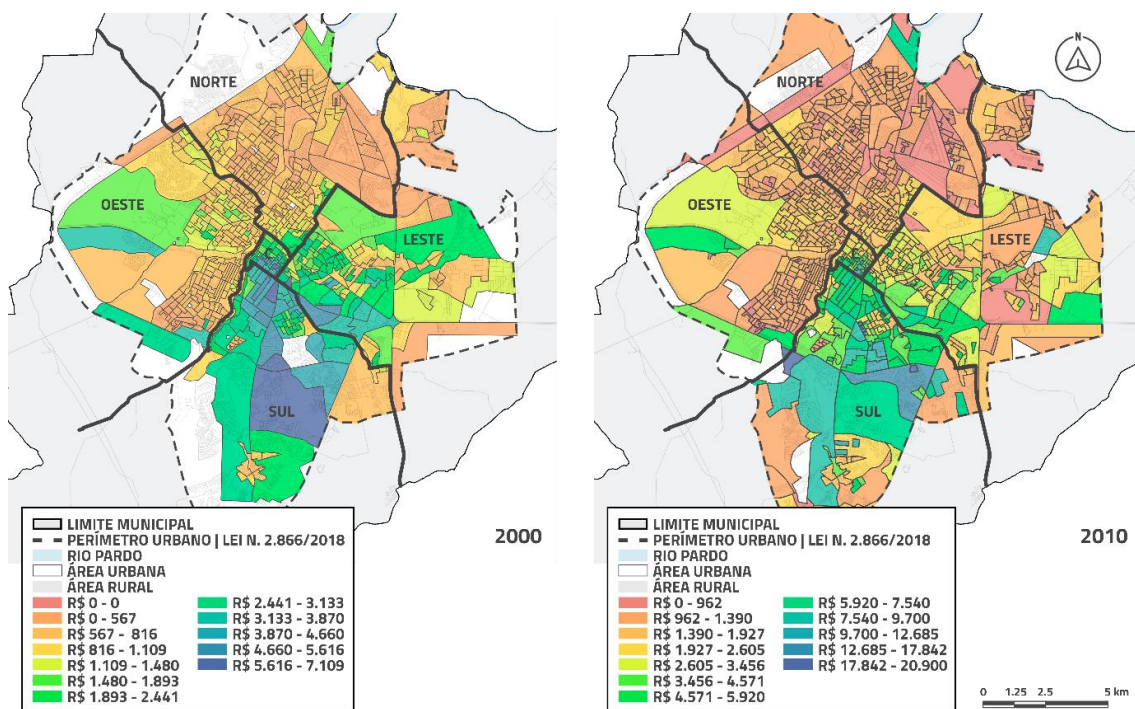 NORTE
OESTE
LESTE
SUL
LIMITE MUNICIPAL
PERÍMETRO URBANO | LEI N. 2.866/2018
RIO PARDO
ÁREA URBANA
ÁREA RURAL
R$ 0 - 0
R$ 0 - 567
R$ 567 - 816
R$ 816 - 1.109
R$ 1.109 - 1.480
R$ 1.480 - 1.893
R$ 1.893 - 2.441
R$ 2.441 - 3.133
R$ 3.133 - 3.870
R$ 3.870 - 4.660
R$ 4.660 - 5.616
R$ 5.616 - 7.109
2000
N
NORTE
OESTE
LESTE
SUL
LIMITE MUNICIPAL
PERÍMETRO URBANO | LEI N. 2.866/2018
RIO PARDO
ÁREA URBANA
ÁREA RURAL
R$ 0 - 962
R$ 962 - 1.390
R$ 1.390 - 1.927
R$ 1.927 - 2.605
R$ 2.605 - 3.456
R$ 3.456 - 4.571
R$ 4.571 - 5.920
R$ 5.920 - 7.540
R$ 7.540 - 9.700
R$ 9.700 - 12.685
R$ 12.685 - 17.842
R$ 17.842 - 20.900
2010
0 1.25 2.5 5 km